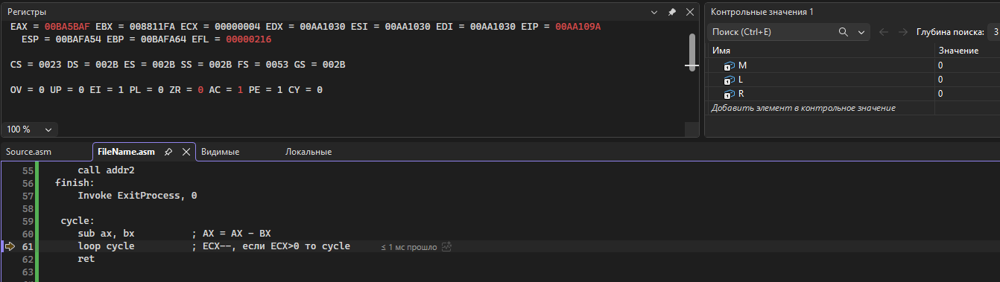 Регистры
EAX = 00BA5BAF EBX = 008811FA ECX = 00000004 EDX = 00AA1030 ESI = 00AA1030 EDI = 00AA1030 EIP = 00AA109A
ESP = 00BAFA54 EBP = 00BAFA64 EFL = 00000216
CS = 0023 DS = 002B ES = 002B SS = 002B FS = 0053 GS = 002B
OV = 0 UP = 0 EI = 1 PL = 0 ZR = 0 AC = 1 PE = 1 CY = 0
100 %
Контрольные значения 1
Поиск (Ctrl+E) Глубина поиска: 3
Имя Значение
M 0
L 0
R 0
Добавить элемент в контрольное значение
Source.asm FileName.asm Видимые Локальные
55 call addr2
56 finish:
57 Invoke ExitProcess, 0
58
59 cycle:
60 sub ax, bx ; AX = AX - BX
61 loop cycle ; ECX--, если ECX>0 то cycle ≤ 1 мс прошло
62 ret
63